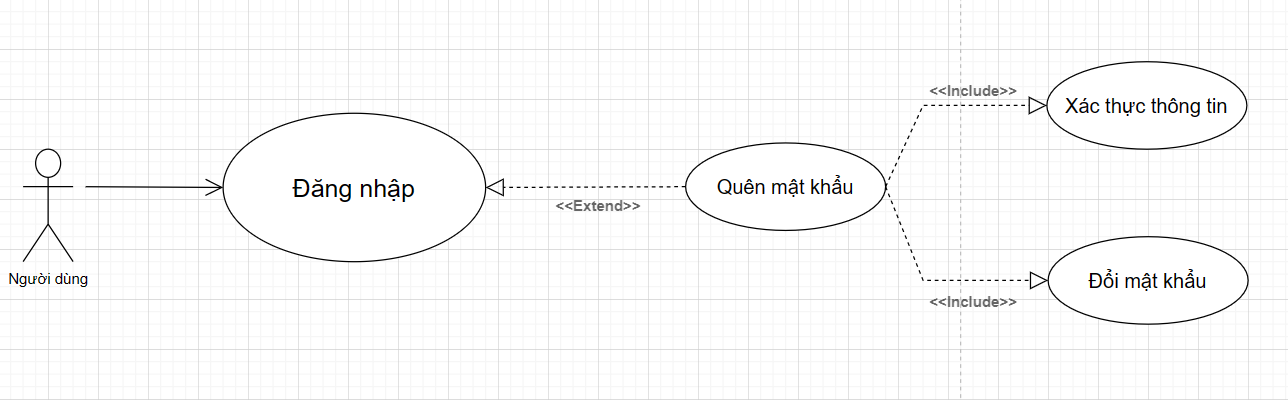 <<Include>>
Xác thực thông tin
Đăng nhập
Quên mật khẩu
<<Extend>>
Người dùng
Đổi mật khẩu
<<Include>>